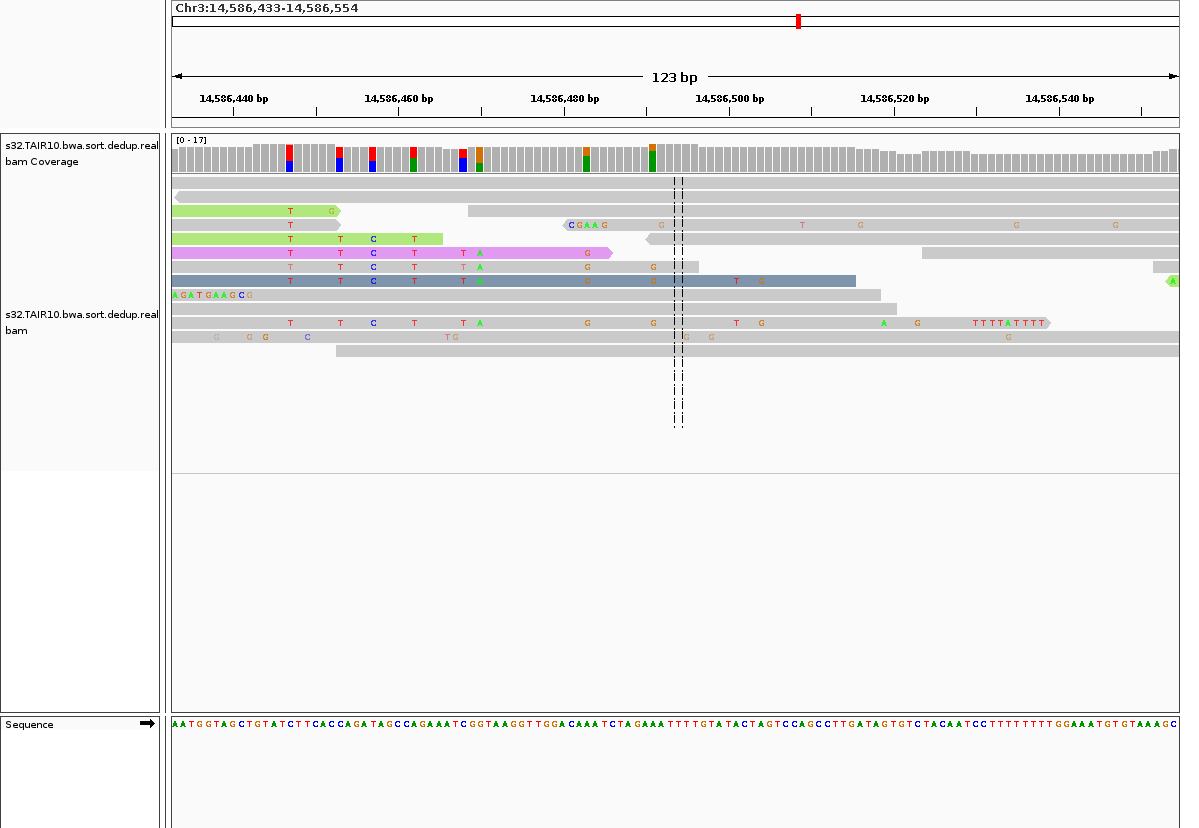 Chr3:14,586,433-14,586,554
123 bp
14,586,440 bp 14,586,460 bp 14,586,480 bp 14,586,500 bp 14,586,520 bp 14,586,540 bp
s32.TAIR10.bwa.sort.dedup.real
bam Coverage
[0 - 17]
T G
T C G A A G G T G G G
T T C T
T T C T T A G
T T C T T A G G
T T C T T A G G T G A
A G A T G A A G C G
s32.TAIR10.bwa.sort.dedup.real
bam
T T C T T A G G T G A G T T T T A T T T T
G G G C T G G G G
Sequence
AATGGTAGCTGTATCTTCACCAGATAGCCAGAAATCGGTAAGGTTGGACAAATCTAGAAATTTTGTATACTAGTCCAGCCTTGATAGTGTCTACAATCCTTTTTTTTGGAAATGTGTAAAGC